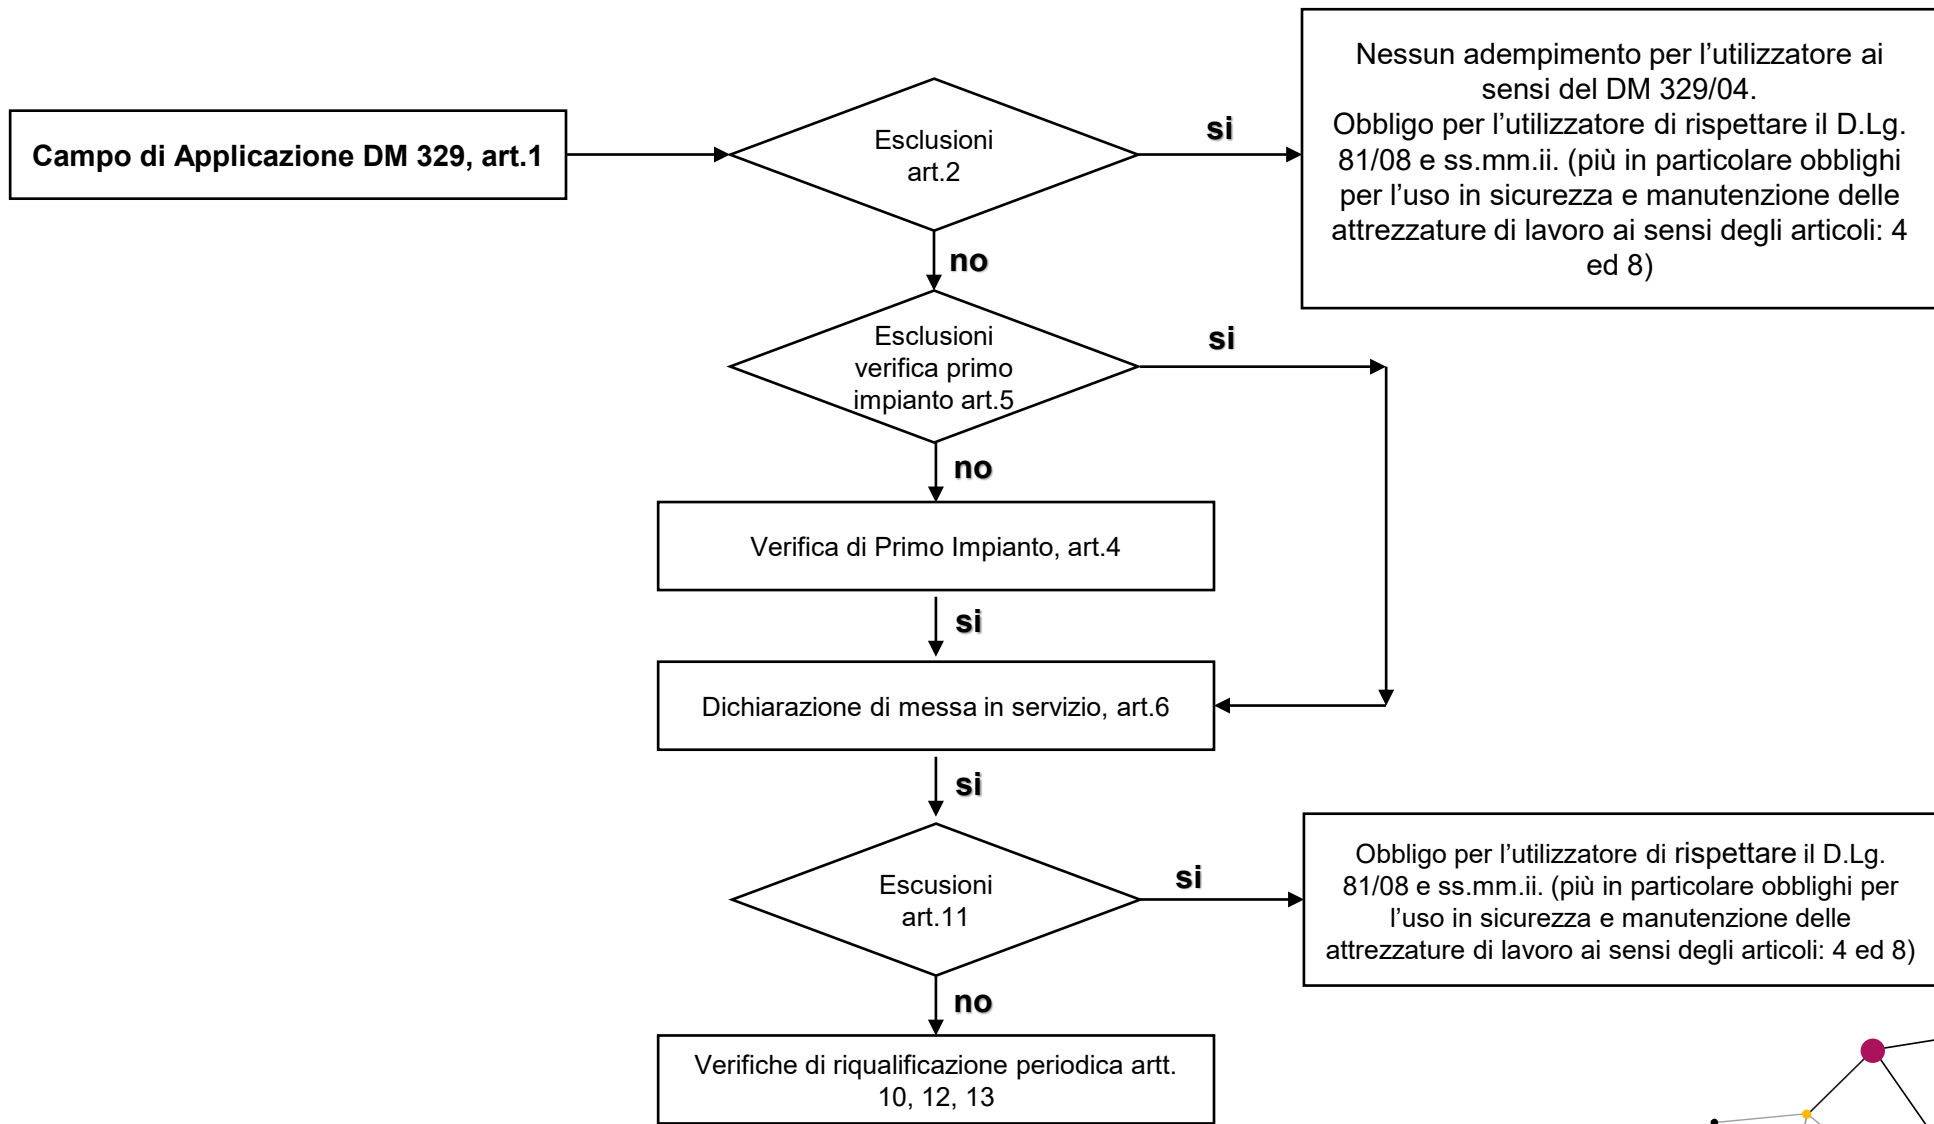 Campo di Applicazione DM 329, art.1
Esclusioni
art.2
si
Nessun adempimento per l’utilizzatore ai
sensi del DM 329/04.
Obbligo per l’utilizzatore di rispettare il D.Lg.
81/08 e ss.mm.ii. (più in particolare obblighi
per l’uso in sicurezza e manutenzione delle
attrezzature di lavoro ai sensi degli articoli: 4
ed 8)
no
Esclusioni
verifica primo
impianto art.5
si
no
Verifica di Primo Impianto, art.4
si
Dichiarazione di messa in servizio, art.6
si
Escusioni
art.11
si
Obbligo per l’utilizzatore di rispettare il D.Lg.
81/08 e ss.mm.ii. (più in particolare obblighi per
l’uso in sicurezza e manutenzione delle
attrezzature di lavoro ai sensi degli articoli: 4 ed 8)
no
Verifiche di riqualificazione periodica artt.
10, 12, 13